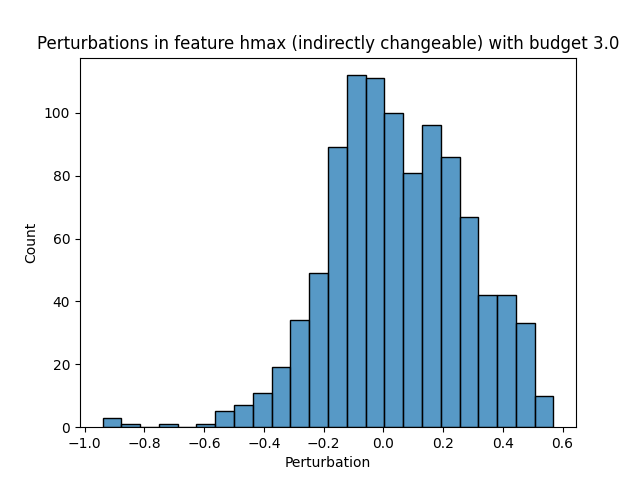 Perturbations in feature hmax (indirectly changeable) with budget 3.0
100
80
60
40
20
0
Count
−1.0 −0.8 −0.6 −0.4 −0.2 0.0 0.2 0.4 0.6
Perturbation